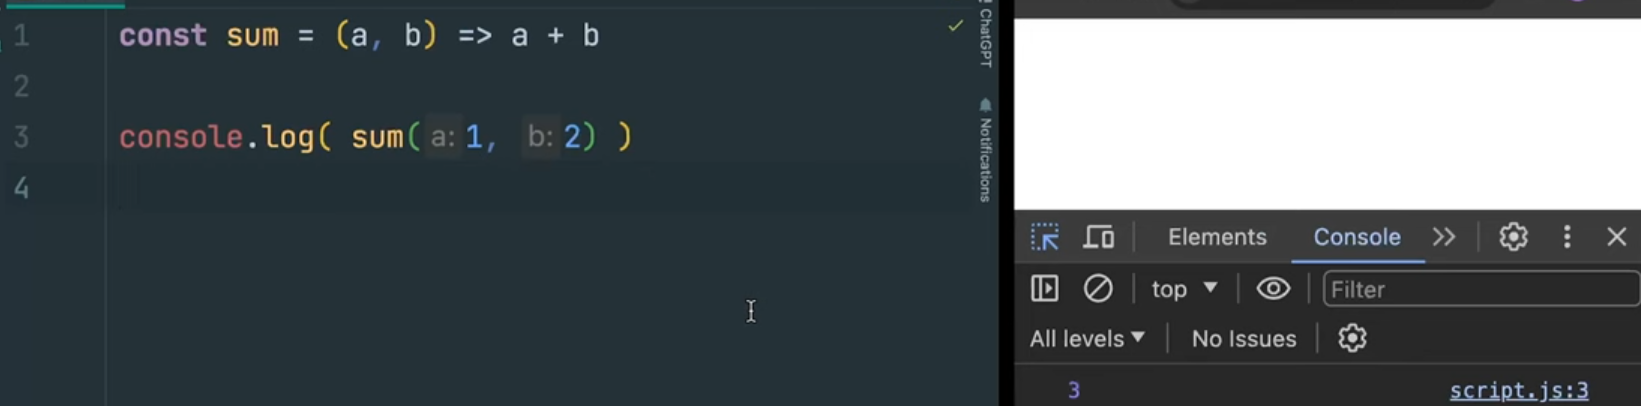 1 const sum = (a, b) => a + b
2
3 console.log( sum( a: 1, b: 2) )
4
ChatGPT
Notifications
Elements Console
top Filter
All levels No Issues
3 script.js:3